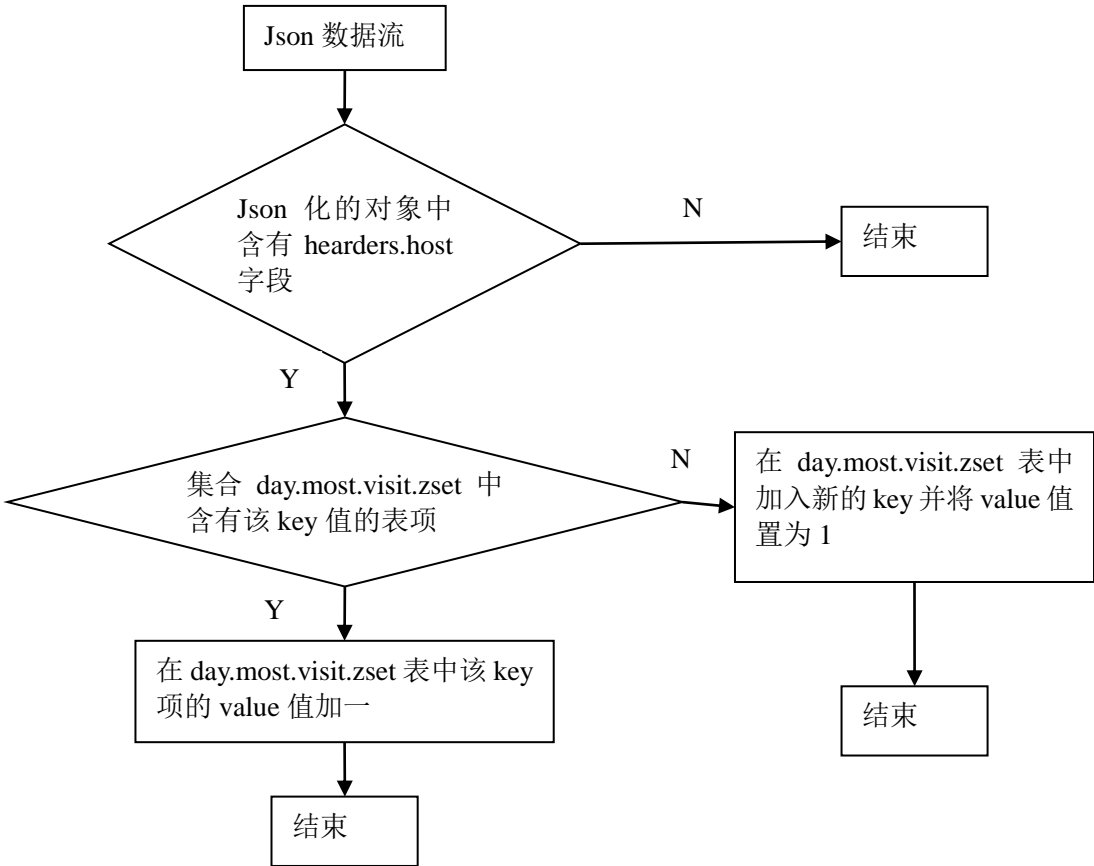 Json 数据流
Json 化的对象中
含有 hearders.host
字段
N
结束
Y
集合 day.most.visit.zset 中
含有该 key 值的表项
N
在 day.most.visit.zset 表中
加入新的 key 并将 value 值
置为 1
Y
在 day.most.visit.zset 表中该 key
项的 value 值加一
结束
结束